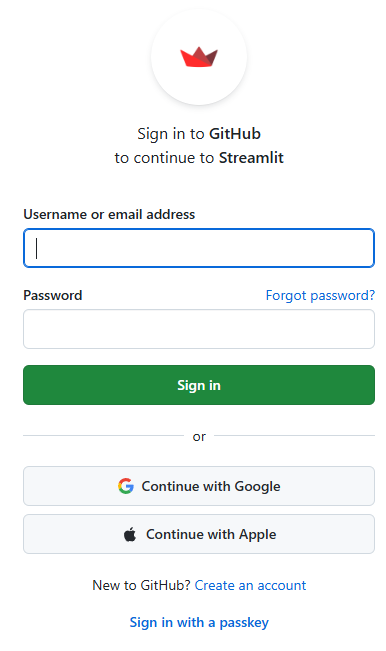 Sign in to GitHub
to continue to Streamlit
Username or email address
Password Forgot password?
Sign in
or
Continue with Google
Continue with Apple
New to GitHub? Create an account
Sign in with a passkey